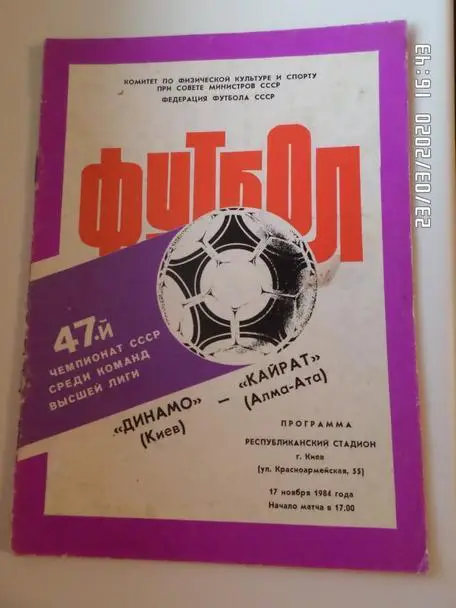 КОМИТЕТ ПО ФИЗИЧЕСКОЙ КУЛЬТУРЕ И СПОРТУ
ПРИ СОВЕТЕ МИНИСТРОВ СССР
ФЕДЕРАЦИЯ ФУТБОЛА СССР
ФУТБОЛ
47-Й
ЧЕМПИОНАТ СССР
СРЕДИ КОМАНД
ВЫСШЕЙ ЛИГИ
«ДИНАМО» — «КАЙРАТ»
(Киев) (Алма-Ата)
ПРОГРАММА
РЕСПУБЛИКАНСКИЙ СТАДИОН
г. Киев
(ул. Красноармейская, 55)
17 ноября 1984 года
Начало матча в 17.00
23/03/2020 16:43